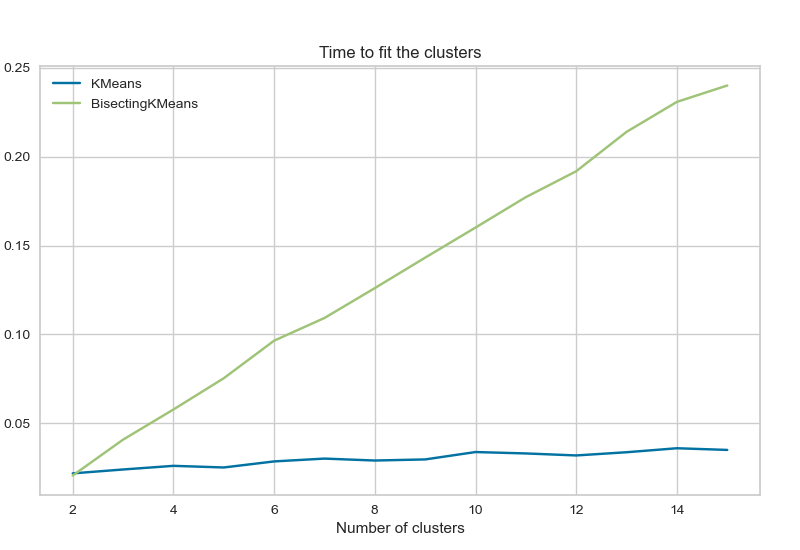 Time to fit the clusters
KMeans
BisectingKMeans
0.25
0.20
0.15
0.10
0.05
2 4 6 8 10 12 14
Number of clusters